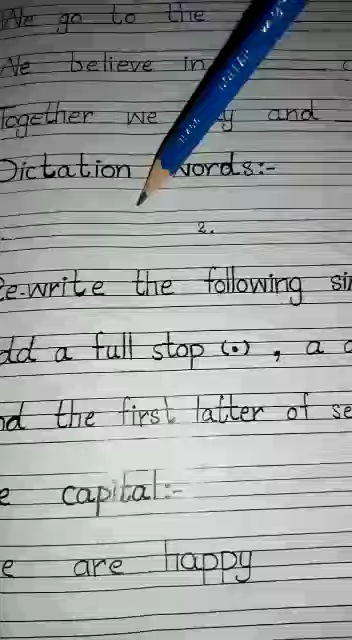 We go to the
We believe in
Together we and
Dictation words:-
2.
Re-write the following
add a full stop (.) , a
the first latter of
capital:-
are happy